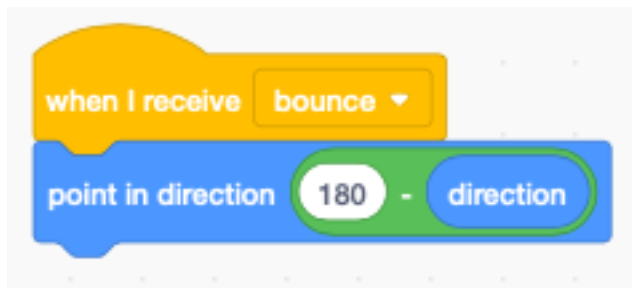 when I receive bounce
point in direction 180 - direction